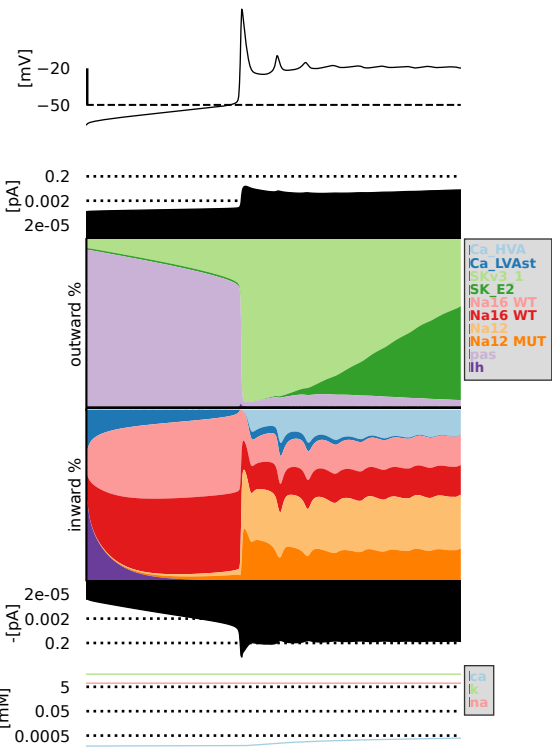 [mV]
−20
−50
[pA]
0.2
0.002
2e-05
outward %
Ca_HVA
Ca_LVAst
SKv3_1
SK_E2
Na16 WT
Na16 WT
Na12
Na12 MUT
pas
Ih
inward %
-[pA]
2e-05
0.002
0.2
[mM]
5
0.05
0.0005
ca
k
na